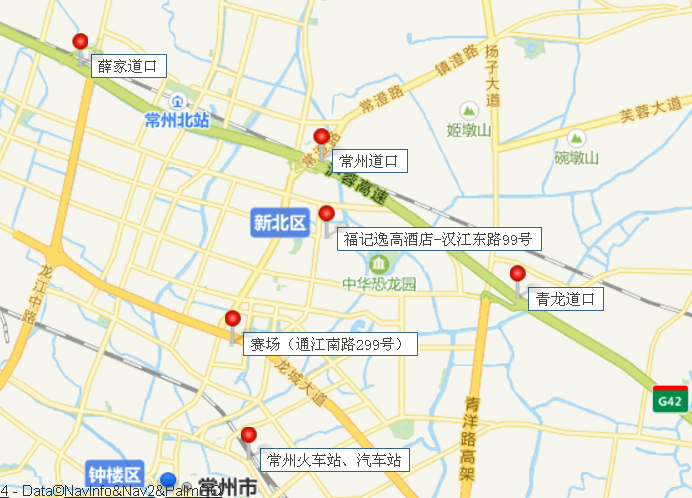 扬子大道
镇澄路
薛家道口
常澄路
芙蓉大道
常州北站
姬墩山
碗墩山
常州道口
沪蓉高速
新北区
福记逸高酒店-汉江东路99号
中华恐龙园
龙江中路
青龙道口
赛场（通江南路299号）
龙城大道
G42
青洋路高架
常州火车站、汽车站
钟楼区
常州市
4 - Data©NavInfo&Nav2&